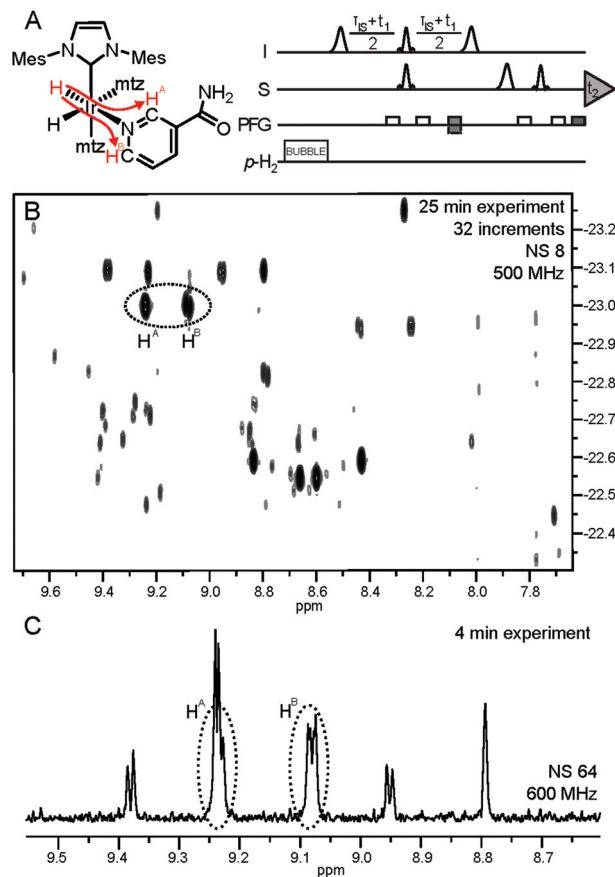 A
N N
Mes Mes
H mtz H^A NH₂
Ir
H N O
mtz H^B
τ_IS+t₁ τ_IS+t₁
2 2
I
S
t₂
PFG
p-H₂ BUBBLE
B
25 min experiment
32 increments
NS 8
500 MHz
H^A H^B
-23.2
-23.1
-23.0
-22.9
-22.8
-22.7
-22.6
-22.5
-22.4
9.6 9.4 9.2 9.0 8.8 8.6 8.4 8.2 8.0 7.8
ppm
C
4 min experiment
H^A H^B
NS 64
600 MHz
9.5 9.4 9.3 9.2 9.1 9.0 8.9 8.8 8.7
ppm